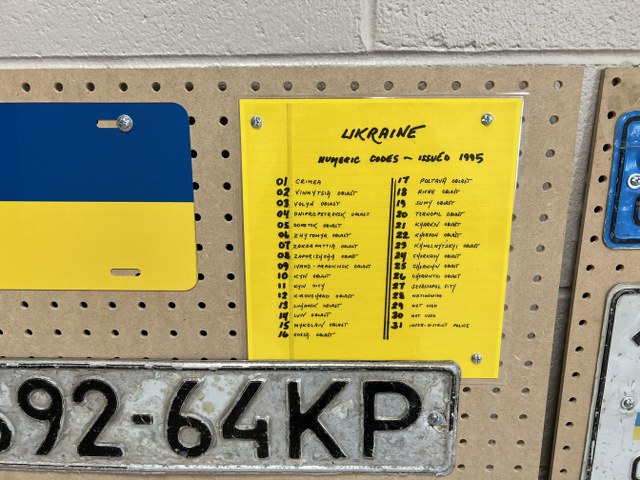 UKRAINE
NUMERIC CODES ~ ISSUED 1995
01 CRIMEA
02 VINNYTSIA OBLAST
03 VOLYN OBLAST
04 DNIPROPETROVSK OBLAST
05 DONETSK OBLAST
06 ZHYTOMYR OBLAST
07 ZAKARPATTIA OBLAST
08 ZAPORIZHYA OBLAST
09 IVANO-FRANKIVSK OBLAST
10 KYIV OBLAST
11 KYIV CITY
12 KIROVOHRAD OBLAST
13 LUHANSK OBLAST
14 LVIV OBLAST
15 MYKOLAIV OBLAST
16 ODESA OBLAST
17 POLTAVA OBLAST
18 RIVNE OBLAST
19 SUMY OBLAST
20 TERNOPIL OBLAST
21 KHARKIV OBLAST
22 KHERSON OBLAST
23 KHMELNYTSKYI OBLAST
24 CHERKASY OBLAST
25 CHERNIHIV OBLAST
26 CHERNIVTSI OBLAST
27 SEVASTOPOL CITY
28 NATIONWIDE
29 NOT USED
30 NOT USED
31 INTER-DISTRICT POLICE
92-64KP